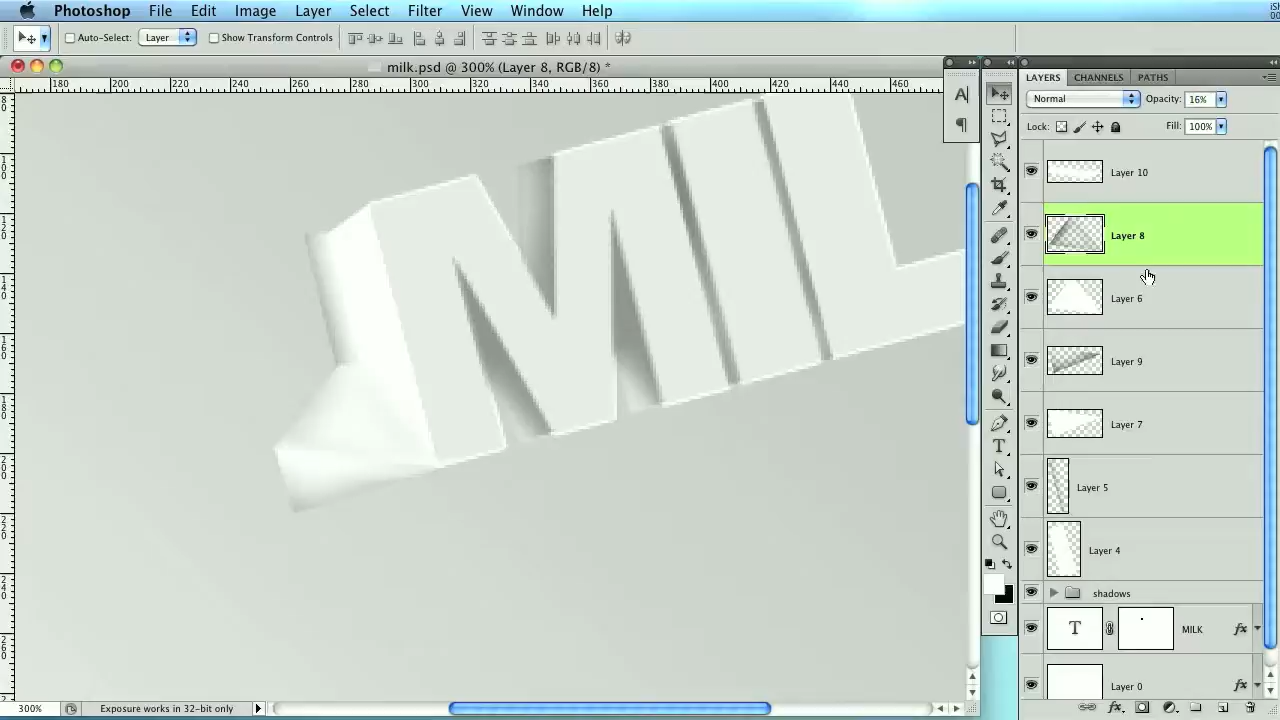 Photoshop File Edit Image Layer Select Filter View Window Help
Auto-Select: Layer Show Transform Controls
milk.psd @ 300% (Layer 8, RGB/8) *
180 200 220 240 260 280 300 320 340 360 380 400 420 440 460
LAYERS CHANNELS PATHS
Normal Opacity: 16%
Lock: Fill: 100%
Layer 10
Layer 8
Layer 6
Layer 9
Layer 7
Layer 5
Layer 4
shadows
T MILK fx
Layer 0 fx
MIL
300% Exposure works in 32-bit only